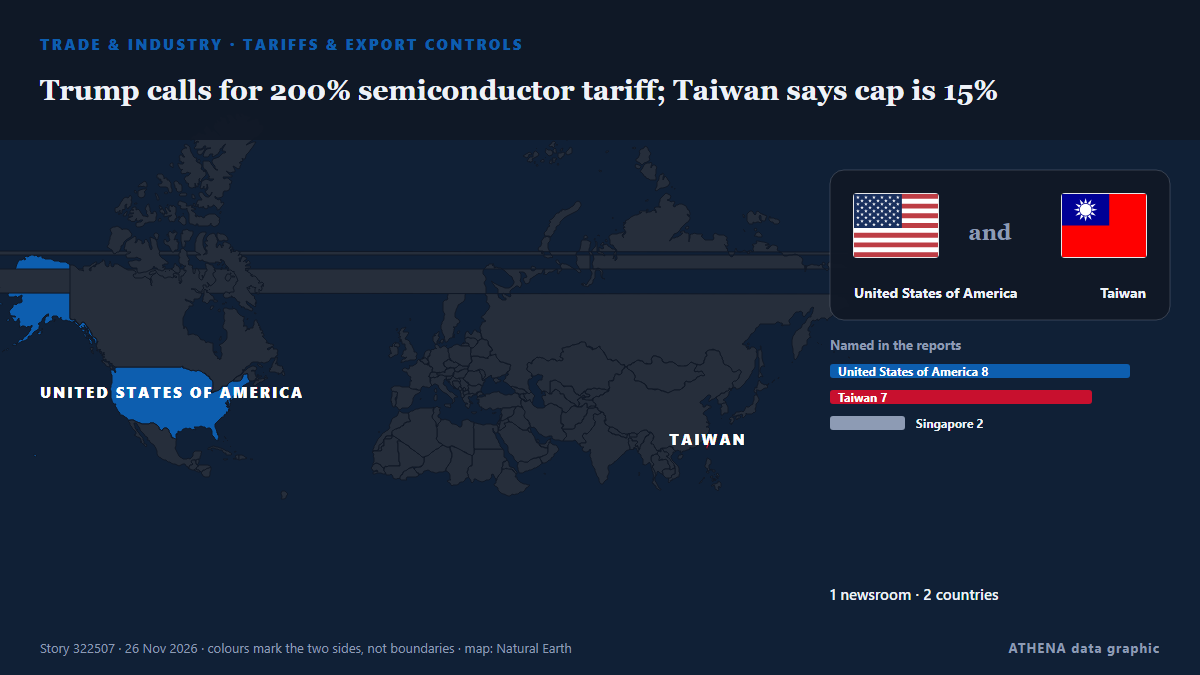 TRADE & INDUSTRY · TARIFFS & EXPORT CONTROLS
Trump calls for 200% semiconductor tariff; Taiwan says cap is 15%
and
United States of America
Taiwan
Named in the reports
United States of America 8
Taiwan 7
Singapore 2
UNITED STATES OF AMERICA
TAIWAN
1 newsroom · 2 countries
Story 322507 · 26 Nov 2026 · colours mark the two sides, not boundaries · map: Natural Earth
ATHENA data graphic